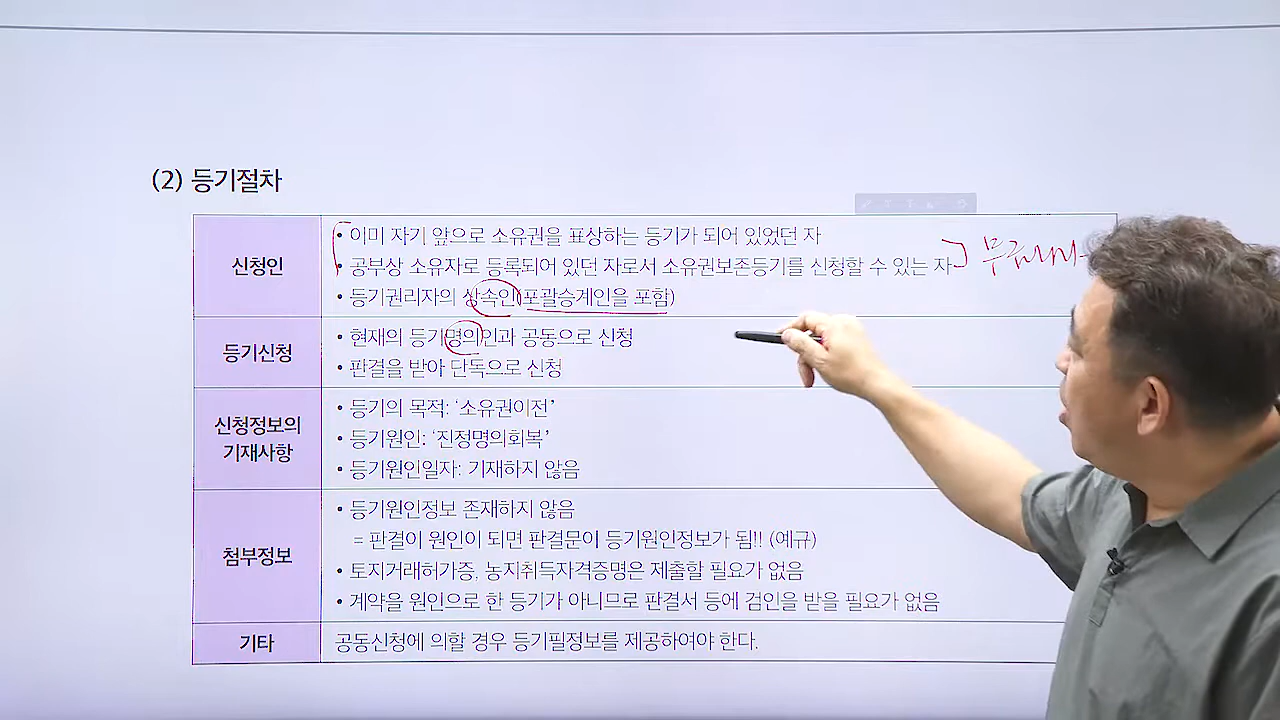 (2) 등기절차
신청인
• 이미 자기 앞으로 소유권을 표상하는 등기가 되어 있었던 자
• 공부상 소유자로 등록되어 있던 자로서 소유권보존등기를 신청할 수 있는 자
• 등기권리자의 상속인(포괄승계인을 포함)
등기신청
• 현재의 등기명의인과 공동으로 신청
• 판결을 받아 단독으로 신청
신청정보의
기재사항
• 등기의 목적: ‘소유권이전’
• 등기원인: ‘진정명의회복’
• 등기원인일자: 기재하지 않음
첨부정보
• 등기원인정보 존재하지 않음
= 판결이 원인이 되면 판결문이 등기원인정보가 됨!! (예규)
• 토지거래허가증, 농지취득자격증명은 제출할 필요가 없음
• 계약을 원인으로 한 등기가 아니므로 판결서 등에 검인을 받을 필요가 없음
기타
공동신청에 의할 경우 등기필정보를 제공하여야 한다.